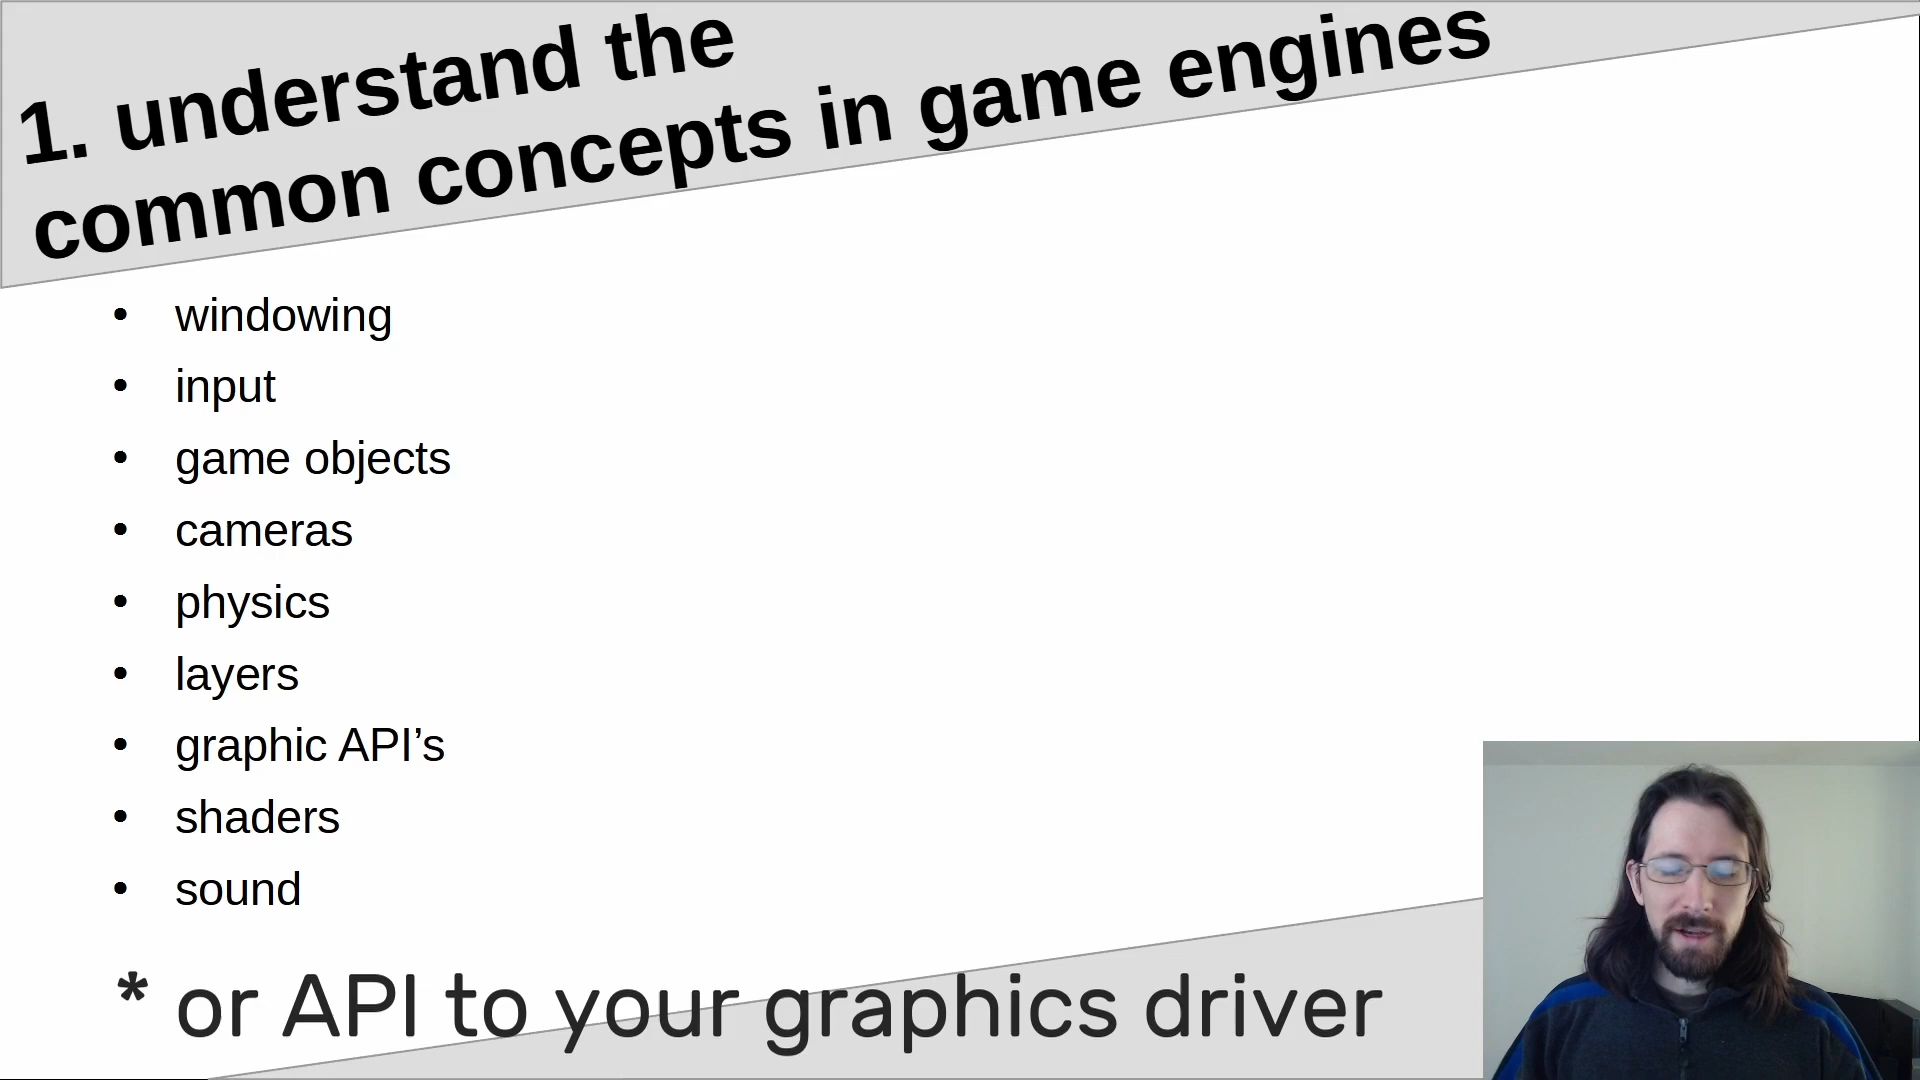 1. understand the
common concepts in game engines
• windowing
• input
• game objects
• cameras
• physics
• layers
• graphic API’s
• shaders
• sound
* or API to your graphics driver